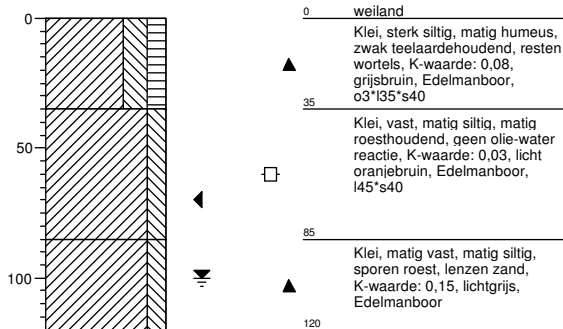 0
50
100
0 weiland
Klei, sterk siltig, matig humeus,
zwak teelaardehoudend, resten
wortels, K-waarde: 0,08,
grijsbruin, Edelmanboor,
o3*l35*s40
35
Klei, vast, matig siltig, matig
roesthoudend, geen olie-water
reactie, K-waarde: 0,03, licht
oranjebruin, Edelmanboor,
l45*s40
85
Klei, matig vast, matig siltig,
sporen roest, lenzen zand,
K-waarde: 0,15, lichtgrijs,
Edelmanboor
120